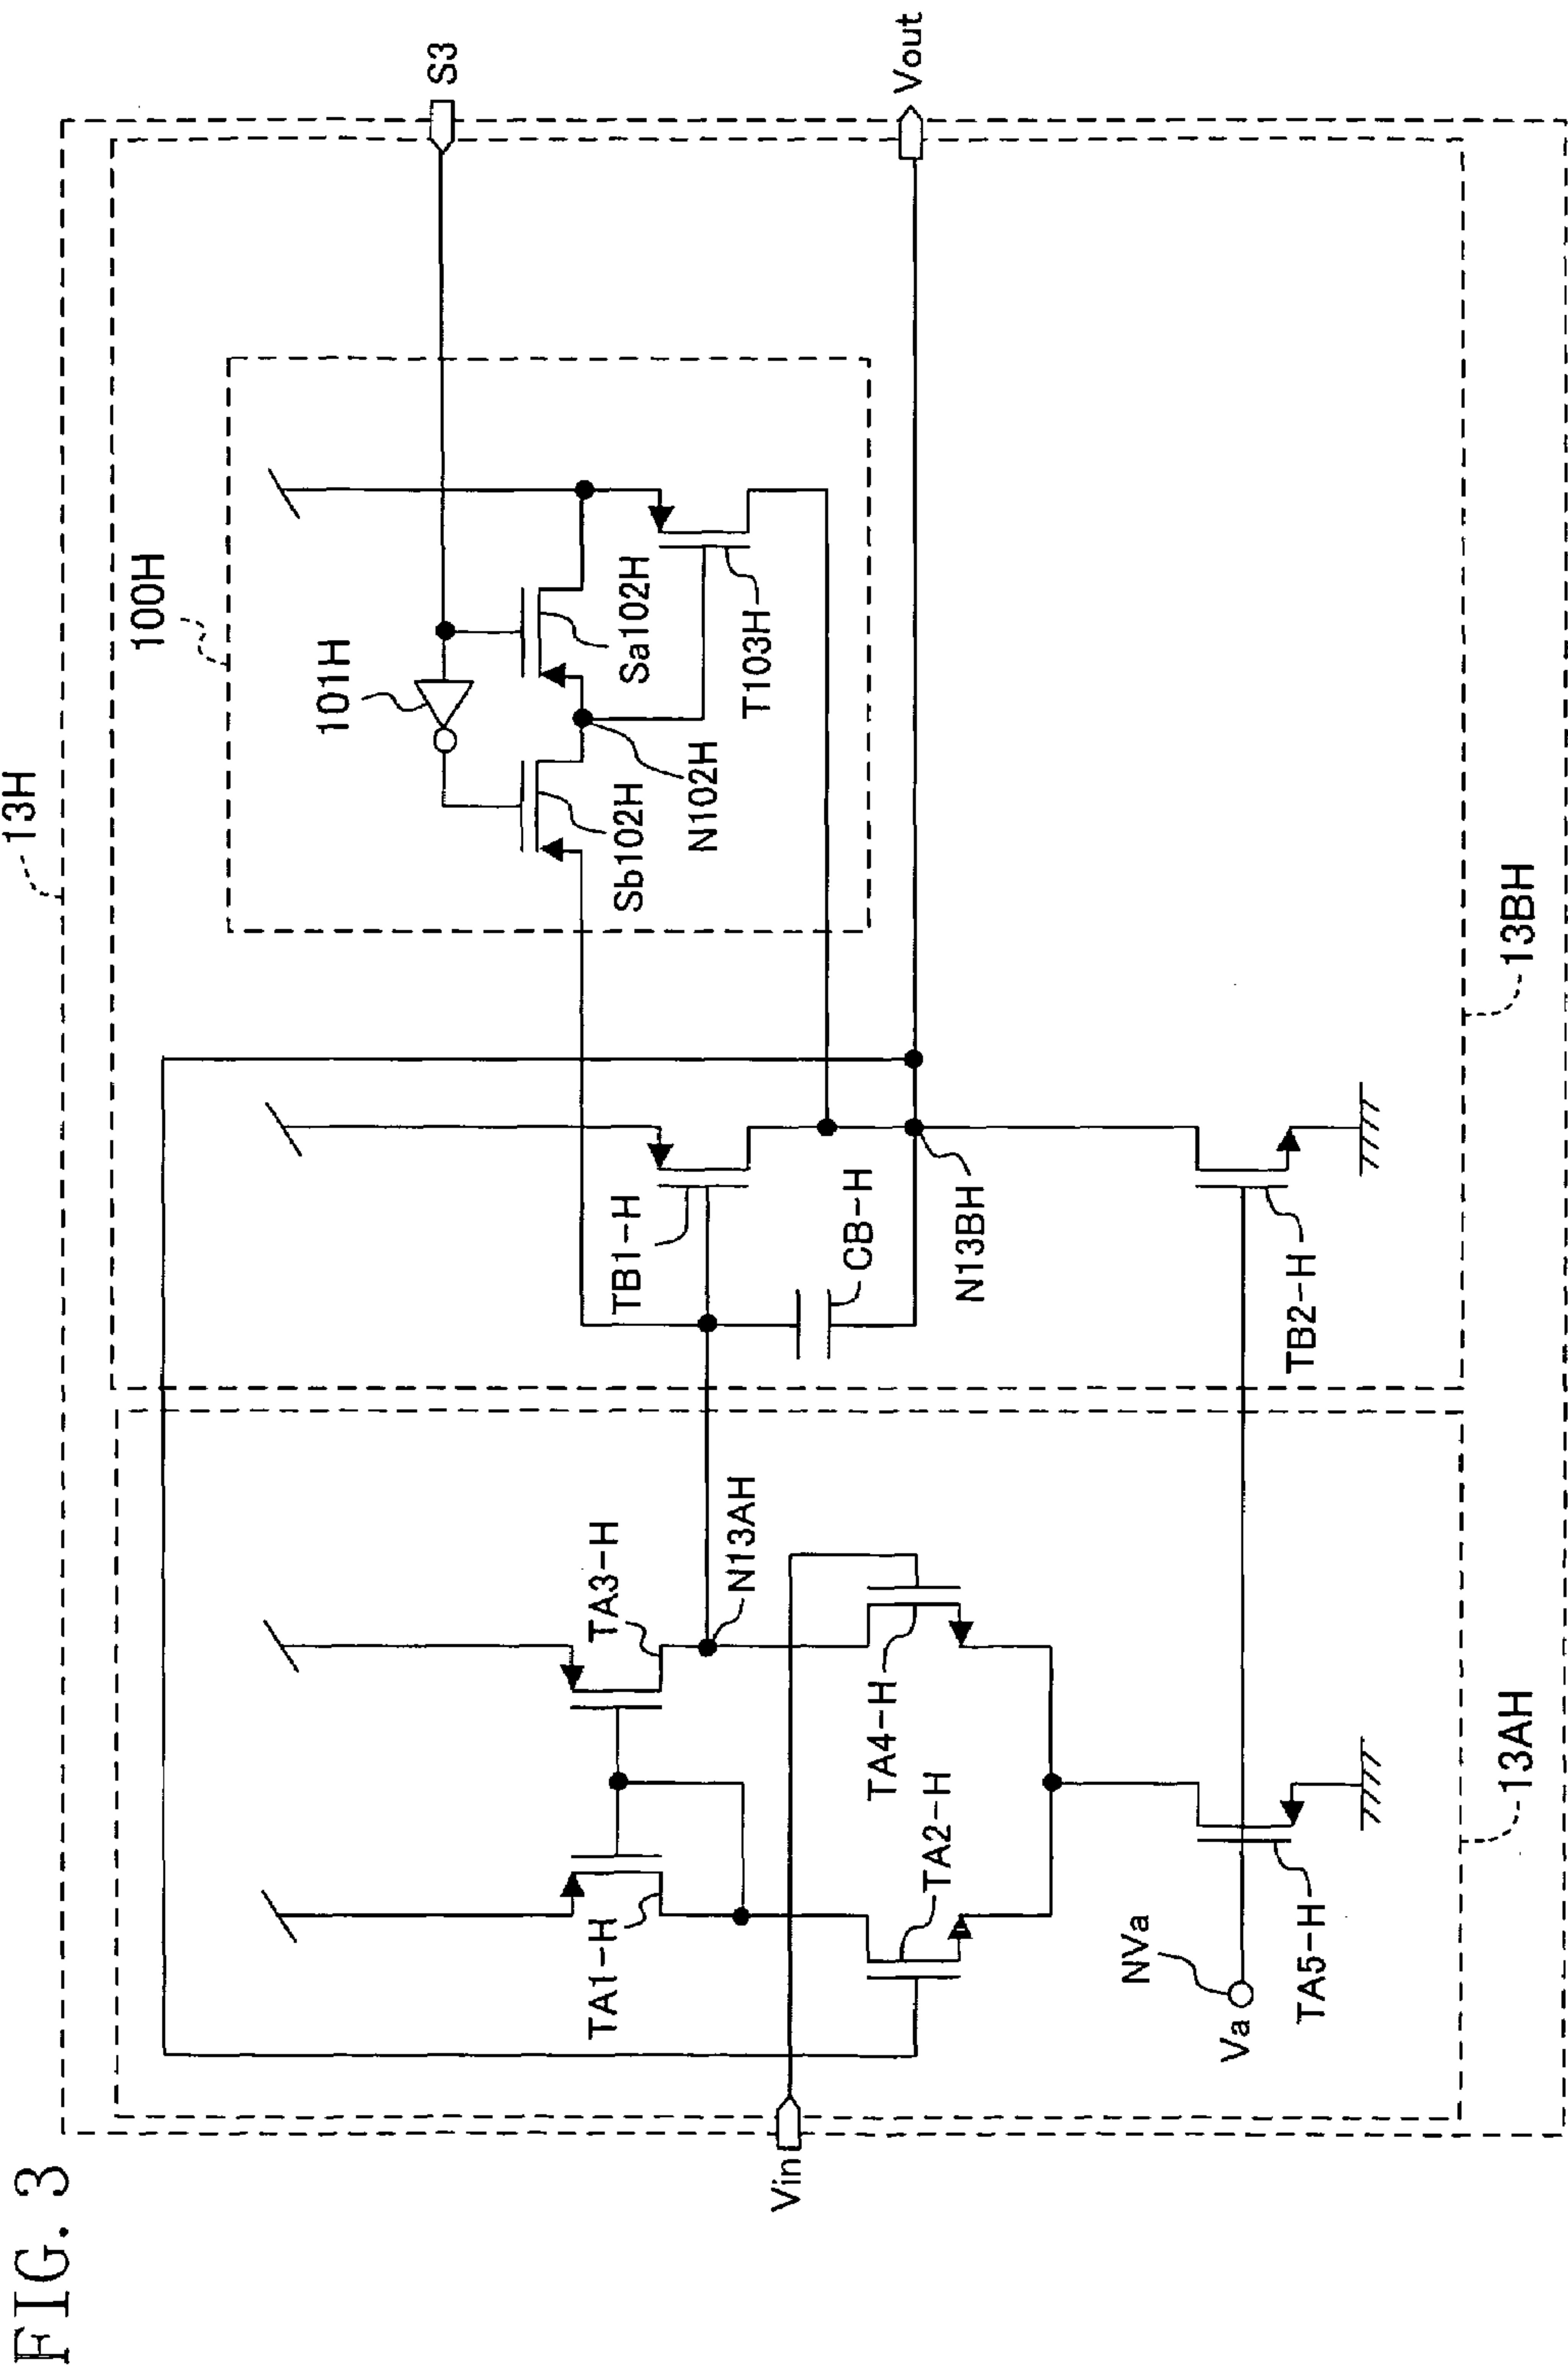 FIG. 3
13H
100H
101H
S3
Sa102H
Sb102H
N102H
T103H
TB1-H
CB-H
N13BH
Vout
TA1-H
TA3-H
N13AH
TA4-H
TA2-H
Vin
NVa
Va
TA5-H
TB2-H
13AH
13BH